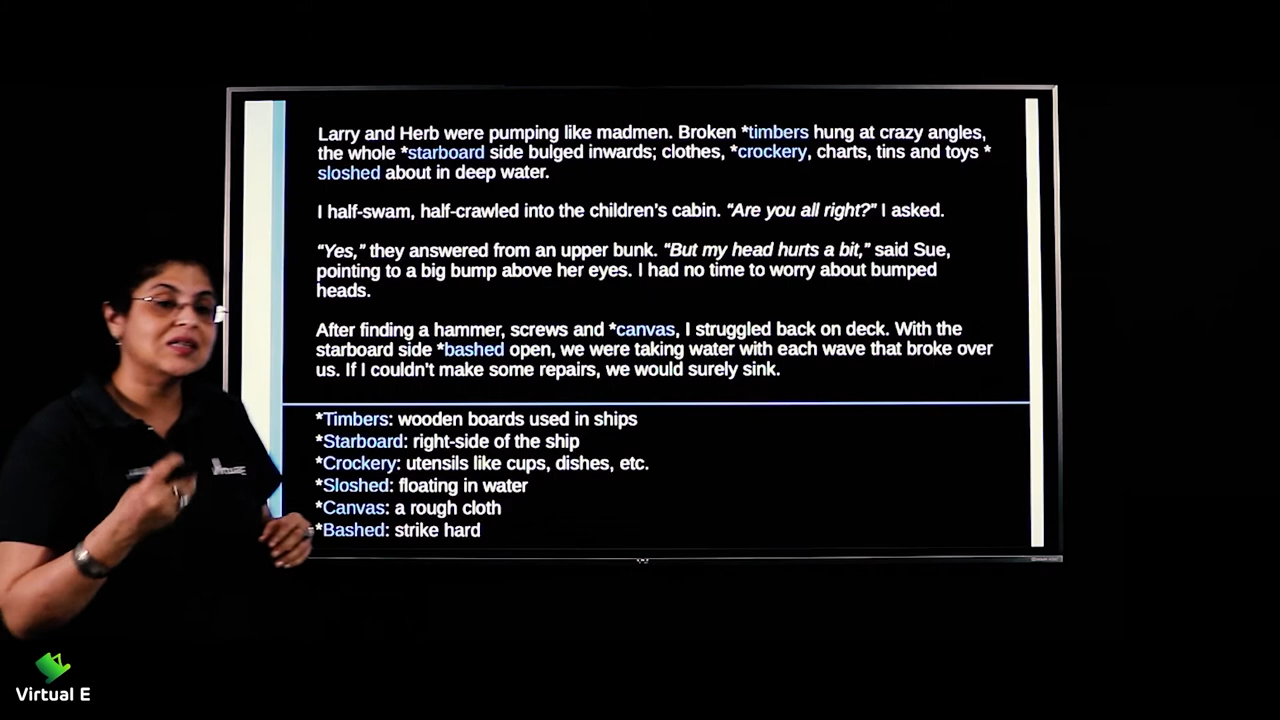 Larry and Herb were pumping like madmen. Broken *timbers hung at crazy angles,
the whole *starboard side bulged inwards; clothes, *crockery, charts, tins and toys *
sloshed about in deep water.
I half-swam, half-crawled into the children's cabin. “Are you all right?” I asked.
“Yes,” they answered from an upper bunk. “But my head hurts a bit,” said Sue,
pointing to a big bump above her eyes. I had no time to worry about bumped
heads.
After finding a hammer, screws and *canvas, I struggled back on deck. With the
starboard side *bashed open, we were taking water with each wave that broke over
us. If I couldn't make some repairs, we would surely sink.
*Timbers: wooden boards used in ships
*Starboard: right-side of the ship
*Crockery: utensils like cups, dishes, etc.
*Sloshed: floating in water
*Canvas: a rough cloth
*Bashed: strike hard
Virtual E